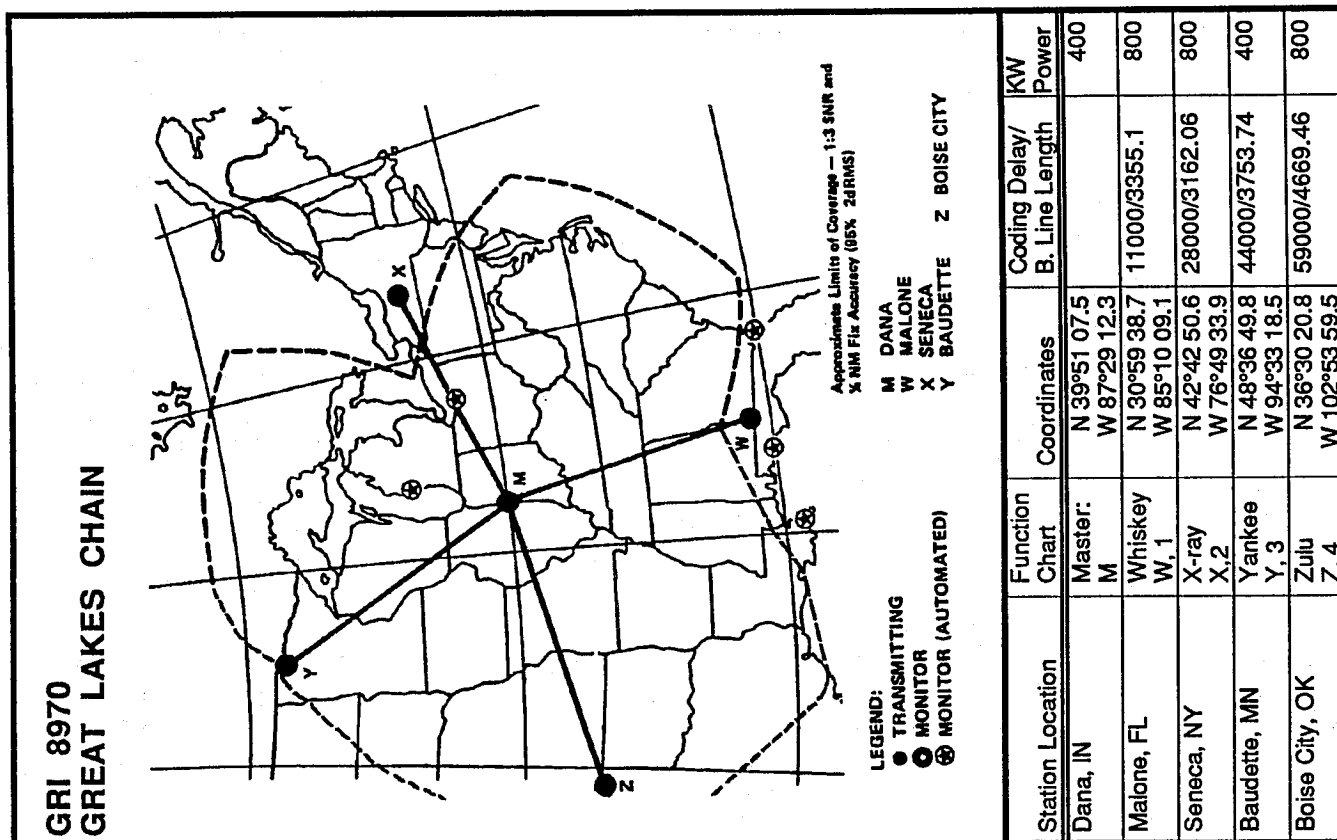 GRI 8970
GREAT LAKES CHAIN
Y
X
M
W
Z
LEGEND:
TRANSMITTING
MONITOR
MONITOR (AUTOMATED)
Approximate Limits of Coverage — 1:3 SNR and
¼ NM Fix Accuracy (95% 2dRMS)
M DANA
W MALONE
X SENECA
Y BAUDETTE Z BOISE CITY
Station Location Function Chart Coordinates Coding Delay/ B. Line Length KW Power
Dana, IN Master: M N 39°51 07.5 W 87°29 12.3 400
Malone, FL Whiskey W, 1 N 30°59 38.7 W 85°10 09.1 11000/3355.1 800
Seneca, NY X-ray X,2 N 42°42 50.6 W 76°49 33.9 28000/3162.06 800
Baudette, MN Yankee Y, 3 N 48°36 49.8 W 94°33 18.5 44000/3753.74 400
Boise City, OK Zulu Z, 4 N 36°30 20.8 W 102°53 59.5 59000/4669.46 800